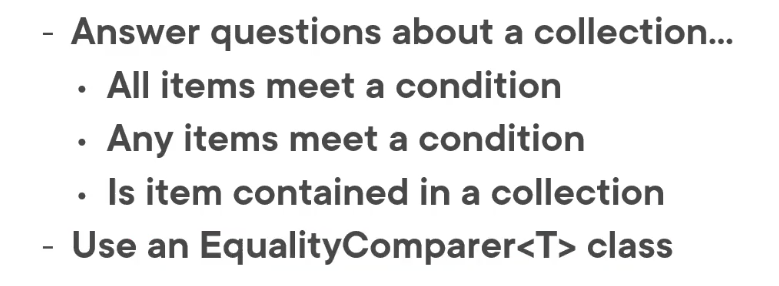 - Answer questions about a collection...
• All items meet a condition
• Any items meet a condition
• Is item contained in a collection
- Use an EqualityComparer<T> class